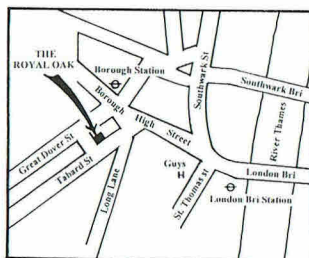 THE
ROYAL OAK
Borough Station
Borough
High
Street
Southwark St
Southwark Bri
River Thames
Great Dover St
Tabard St
Long Lane
Guys
H
St. Thomas st
London Bri
London Bri Station